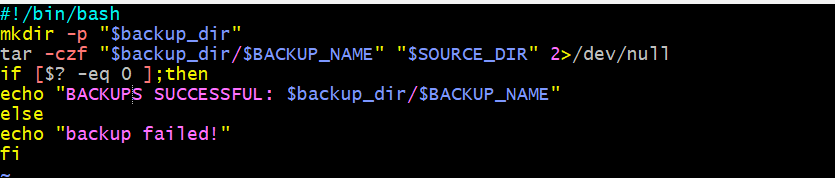 #!/bin/bash
mkdir -p "$backup_dir"
tar -czf "$backup_dir/$BACKUP_NAME" "$SOURCE_DIR" 2>/dev/null
if [$? -eq 0 ];then
echo "BACKUPS SUCCESSFUL: $backup_dir/$BACKUP_NAME"
else
echo "backup failed!"
fi
~